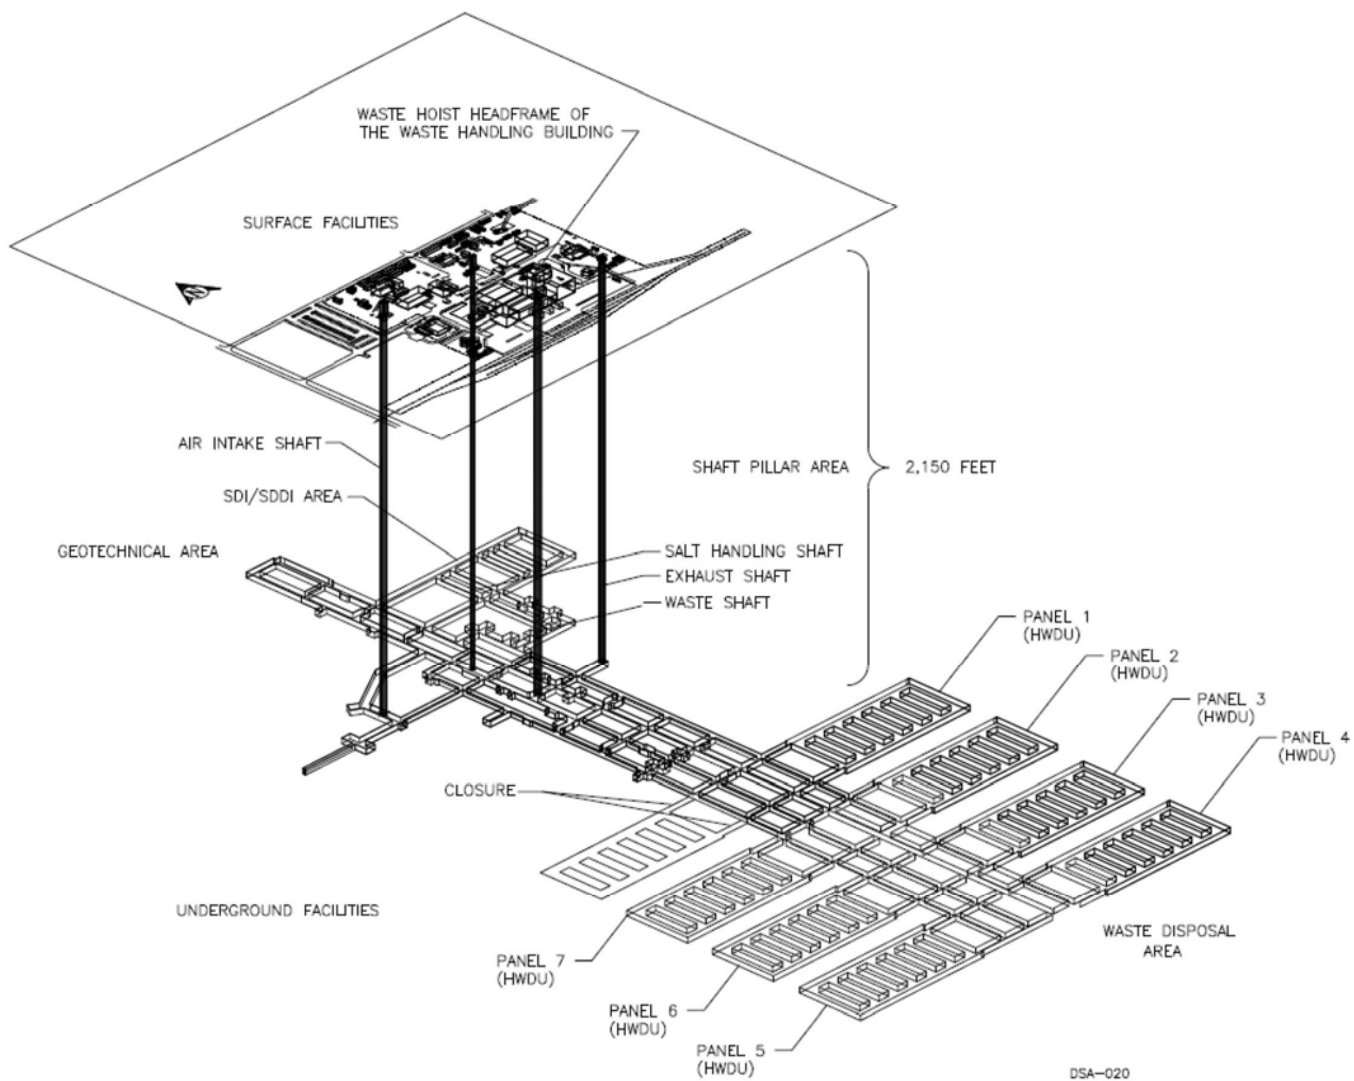 WASTE HOIST HEADFRAME OF
THE WASTE HANDLING BUILDING
SURFACE FACILITIES
N
AIR INTAKE SHAFT
SHAFT PILLAR AREA
2,150 FEET
SDI/SDDI AREA
GEOTECHNICAL AREA
SALT HANDLING SHAFT
EXHAUST SHAFT
WASTE SHAFT
PANEL 1
(HWDU)
PANEL 2
(HWDU)
PANEL 3
(HWDU)
PANEL 4
(HWDU)
CLOSURE
UNDERGROUND FACILITIES
WASTE DISPOSAL
AREA
PANEL 7
(HWDU)
PANEL 6
(HWDU)
PANEL 5
(HWDU)
DSA-020